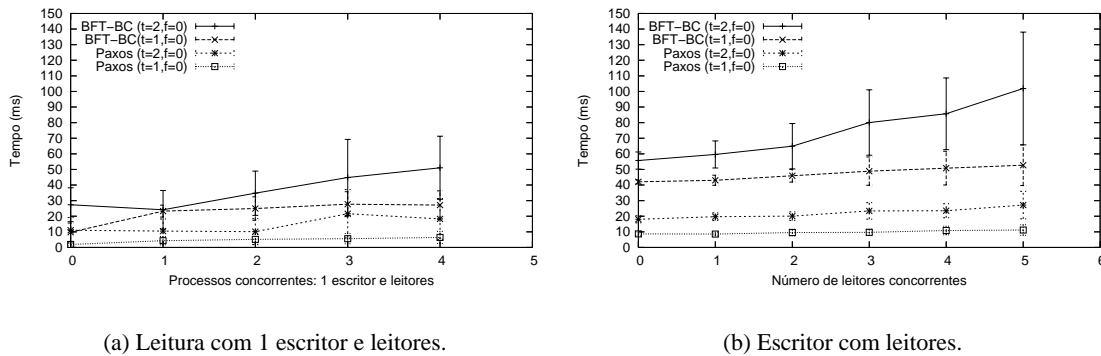 150
140
130
120
110
100
90
80
70
60
50
40
30
20
10
0
Tempo (ms)
BFT-BC (t=2,f=0)
BFT-BC(t=1,f=0)
Paxos (t=2,f=0)
Paxos (t=1,f=0)
0 1 2 3 4 5
Processos concorrentes: 1 escritor e leitores
(a) Leitura com 1 escritor e leitores.
150
140
130
120
110
100
90
80
70
60
50
40
30
20
10
0
Tempo (ms)
BFT-BC (t=2,f=0)
BFT-BC(t=1,f=0)
Paxos (t=2,f=0)
Paxos (t=1,f=0)
0 1 2 3 4 5 6
Número de leitores concorrentes
(b) Escritor com leitores.